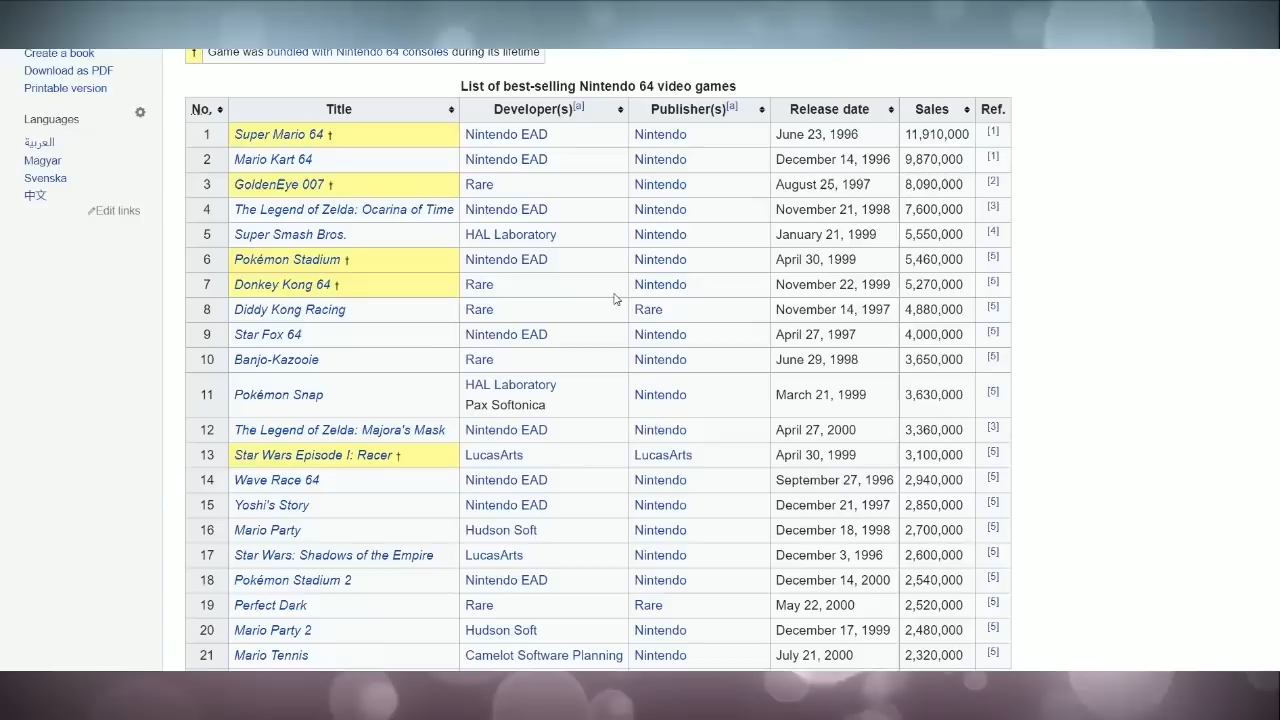 Create a book
Download as PDF
Printable version
Languages
العربية
Magyar
Svenska
中文
Edit links
† Game was bundled with Nintendo 64 consoles during its lifetime
List of best-selling Nintendo 64 video games
No. Title Developer(s)[a] Publisher(s)[a] Release date Sales Ref.
1 Super Mario 64 † Nintendo EAD Nintendo June 23, 1996 11,910,000 [1]
2 Mario Kart 64 Nintendo EAD Nintendo December 14, 1996 9,870,000 [1]
3 GoldenEye 007 † Rare Nintendo August 25, 1997 8,090,000 [2]
4 The Legend of Zelda: Ocarina of Time Nintendo EAD Nintendo November 21, 1998 7,600,000 [3]
5 Super Smash Bros. HAL Laboratory Nintendo January 21, 1999 5,550,000 [4]
6 Pokémon Stadium † Nintendo EAD Nintendo April 30, 1999 5,460,000 [5]
7 Donkey Kong 64 † Rare Nintendo November 22, 1999 5,270,000 [5]
8 Diddy Kong Racing Rare Rare November 14, 1997 4,880,000 [5]
9 Star Fox 64 Nintendo EAD Nintendo April 27, 1997 4,000,000 [5]
10 Banjo-Kazooie Rare Nintendo June 29, 1998 3,650,000 [5]
11 Pokémon Snap HAL Laboratory Pax Softonica Nintendo March 21, 1999 3,630,000 [5]
12 The Legend of Zelda: Majora's Mask Nintendo EAD Nintendo April 27, 2000 3,360,000 [3]
13 Star Wars Episode I: Racer † LucasArts LucasArts April 30, 1999 3,100,000 [5]
14 Wave Race 64 Nintendo EAD Nintendo September 27, 1996 2,940,000 [5]
15 Yoshi's Story Nintendo EAD Nintendo December 21, 1997 2,850,000 [5]
16 Mario Party Hudson Soft Nintendo December 18, 1998 2,700,000 [5]
17 Star Wars: Shadows of the Empire LucasArts Nintendo December 3, 1996 2,600,000 [5]
18 Pokémon Stadium 2 Nintendo EAD Nintendo December 14, 2000 2,540,000 [5]
19 Perfect Dark Rare Rare May 22, 2000 2,520,000 [5]
20 Mario Party 2 Hudson Soft Nintendo December 17, 1999 2,480,000 [5]
21 Mario Tennis Camelot Software Planning Nintendo July 21, 2000 2,320,000 [5]